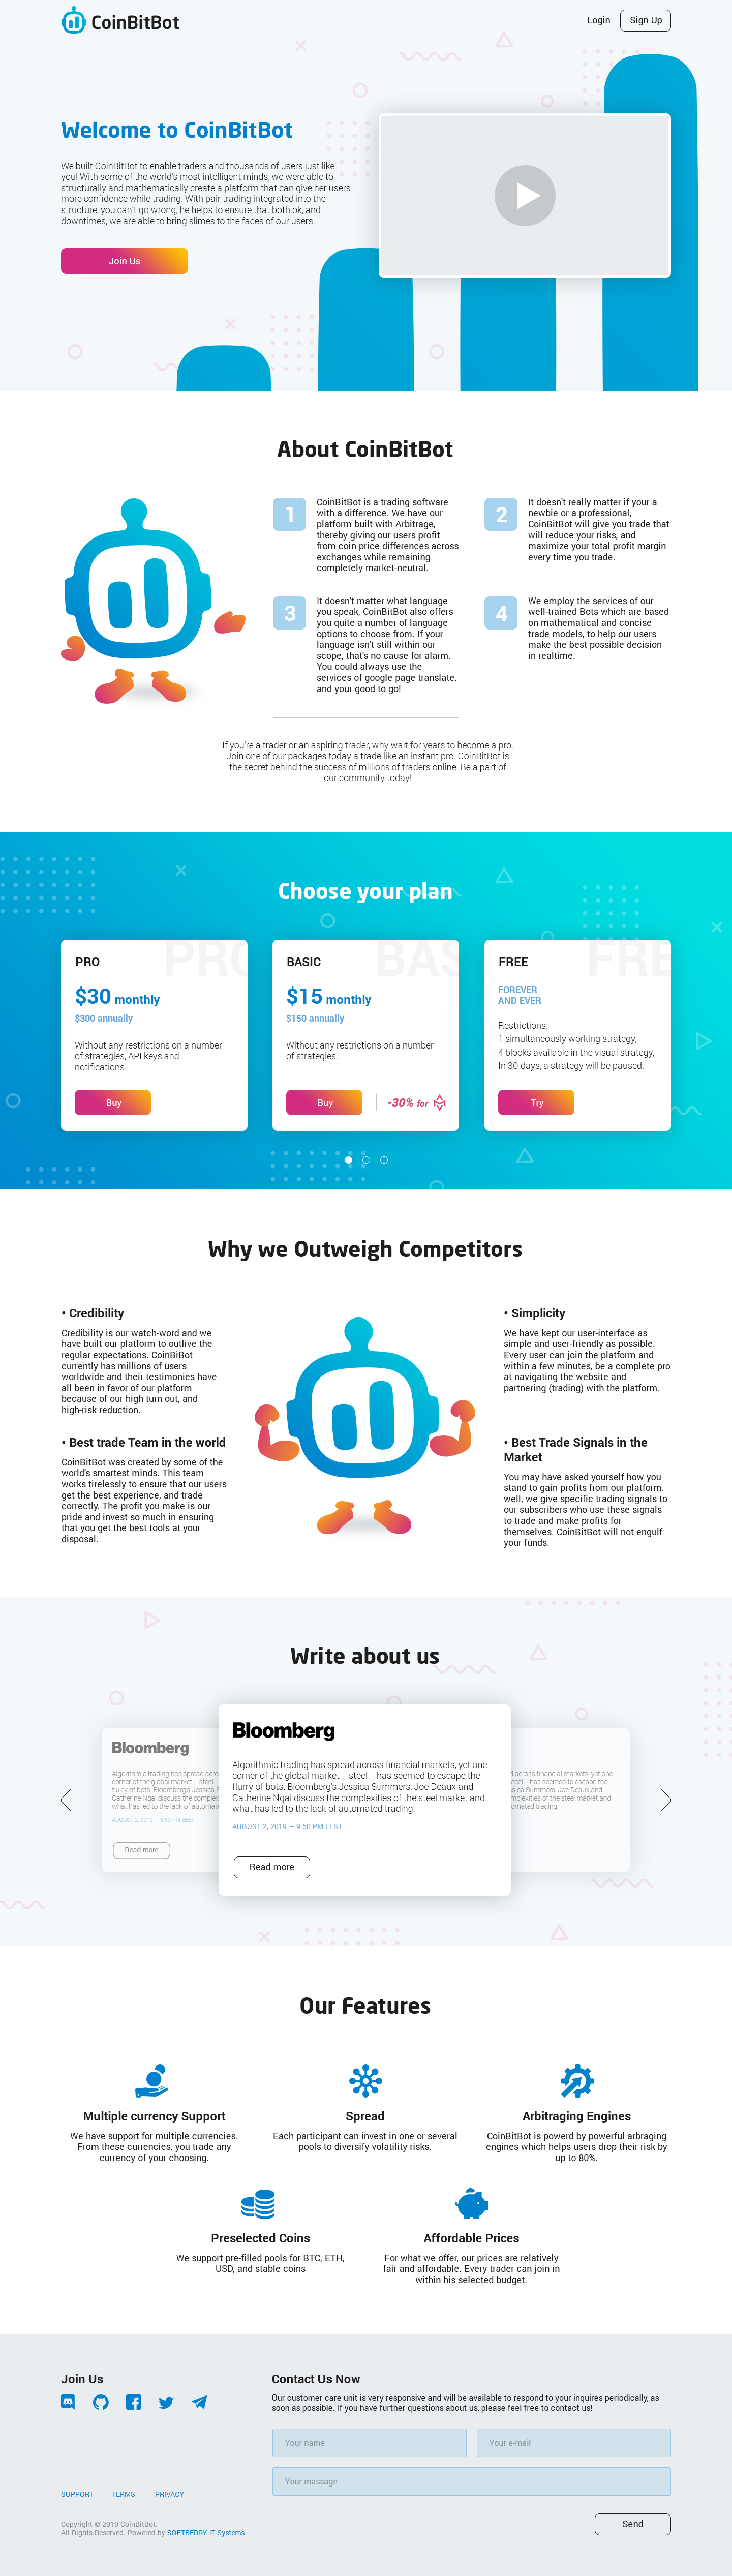 CoinBitBot
Login
Sign Up
Welcome to CoinBitBot
We built CoinBitBot to enable traders and thousands of users just like
you! With some of the world's most intelligent minds, we were able to
structurally and mathematically create a platform that can give her users
more confidence while trading. With pair trading integrated into the
structure, you can't go wrong, he helps to ensure that both ok, and
downtimes, we are able to bring slimes to the faces of our users.
Join Us
About CoinBitBot
1
CoinBitBot is a trading software
with a difference. We have our
platform built with Arbitrage,
thereby giving our users profit
from coin price differences across
exchanges while remaining
completely market-neutral.
2
It doesn't really matter if your a
newbie or a professional,
CoinBitBot will give you trade that
will reduce your risks, and
maximize your total profit margin
every time you trade.
3
It doesn't matter what language
you speak, CoinBitBot also offers
you quite a number of language
options to choose from. If your
language isn't still within our
scope, that's no cause for alarm.
You could always use the
services of google page translate,
and your good to go!
4
We employ the services of our
well-trained Bots which are based
on mathematical and concise
trade models, to help our users
make the best possible decision
in realtime.
If you're a trader or an aspiring trader, why wait for years to become a pro.
Join one of our packages today a trade like an instant pro. CoinBitBot is
the secret behind the success of millions of traders online. Be a part of
our community today!
Choose your plan
PRO
PRO
$30 monthly
$300 annually
Without any restrictions on a number
of strategies, API keys and
notifications.
Buy
BAS
BASIC
$15 monthly
$150 annually
Without any restrictions on a number
of strategies.
Buy
-30% for
FRE
FREE
FOREVER
AND EVER
Restrictions:
1 simultaneously working strategy,
4 blocks available in the visual strategy,
In 30 days, a strategy will be paused.
Try
Why we Outweigh Competitors
• Credibility
Credibility is our watch-word and we
have built our platform to outlive the
regular expectations. CoinBiBot
currently has millions of users
worldwide and their testimonies have
all been in favor of our platform
because of our high turn out, and
high-risk reduction.
• Best trade Team in the world
CoinBitBot was created by some of the
world's smartest minds. This team
works tirelessly to ensure that our users
get the best experience, and trade
correctly. The profit you make is our
pride and invest so much in ensuring
that you get the best tools at your
disposal.
• Simplicity
We have kept our user-interface as
simple and user-friendly as possible.
Every user can join the platform and
within a few minutes, be a complete pro
at navigating the website and
partnering (trading) with the platform.
• Best Trade Signals in the
Market
You may have asked yourself how you
stand to gain profits from our platform.
well, we give specific trading signals to
our subscribers who use these signals
to trade and make profits for
themselves. CoinBitBot will not engulf
your funds.
Write about us
Bloomberg
Algorithmic trading has spread acro
corner of the global market – steel –
flurry of bots. Bloomberg's Jessica S
Catherine Ngai discuss the complex
what has led to the lack of automat
AUGUST 2, 2019 — 9:50 PM EEST
Read more
Bloomberg
Algorithmic trading has spread across financial markets, yet one
corner of the global market – steel – has seemed to escape the
flurry of bots. Bloomberg's Jessica Summers, Joe Deaux and
Catherine Ngai discuss the complexities of the steel market and
what has led to the lack of automated trading.
AUGUST 2, 2019 — 9:50 PM EEST
Read more
d across financial markets, yet one
steel – has seemed to escape the
ssica Summers, Joe Deaux and
complexities of the steel market and
omated trading.
Our Features
Multiple currency Support
We have support for multiple currencies.
From these currencies, you trade any
currency of your choosing.
Spread
Each participant can invest in one or several
pools to diversify volatility risks.
Arbitraging Engines
CoinBitBot is powerd by powerful arbraging
engines which helps users drop their risk by
up to 80%.
Preselected Coins
We support pre-filled pools for BTC, ETH,
USD, and stable coins
Affordable Prices
For what we offer, our prices are relatively
fair and affordable. Every trader can join in
within his selected budget.
Join Us
SUPPORT
TERMS
PRIVACY
Copyright © 2019 CoinBitBot.
All Rights Reserved. Powered by SOFTBERRY IT Systems
Contact Us Now
Our customer care unit is very responsive and will be available to respond to your inquires periodically, as
soon as possible. If you have further questions about us, please feel free to contact us!
Your name
Your e-mail
Your massage
Send